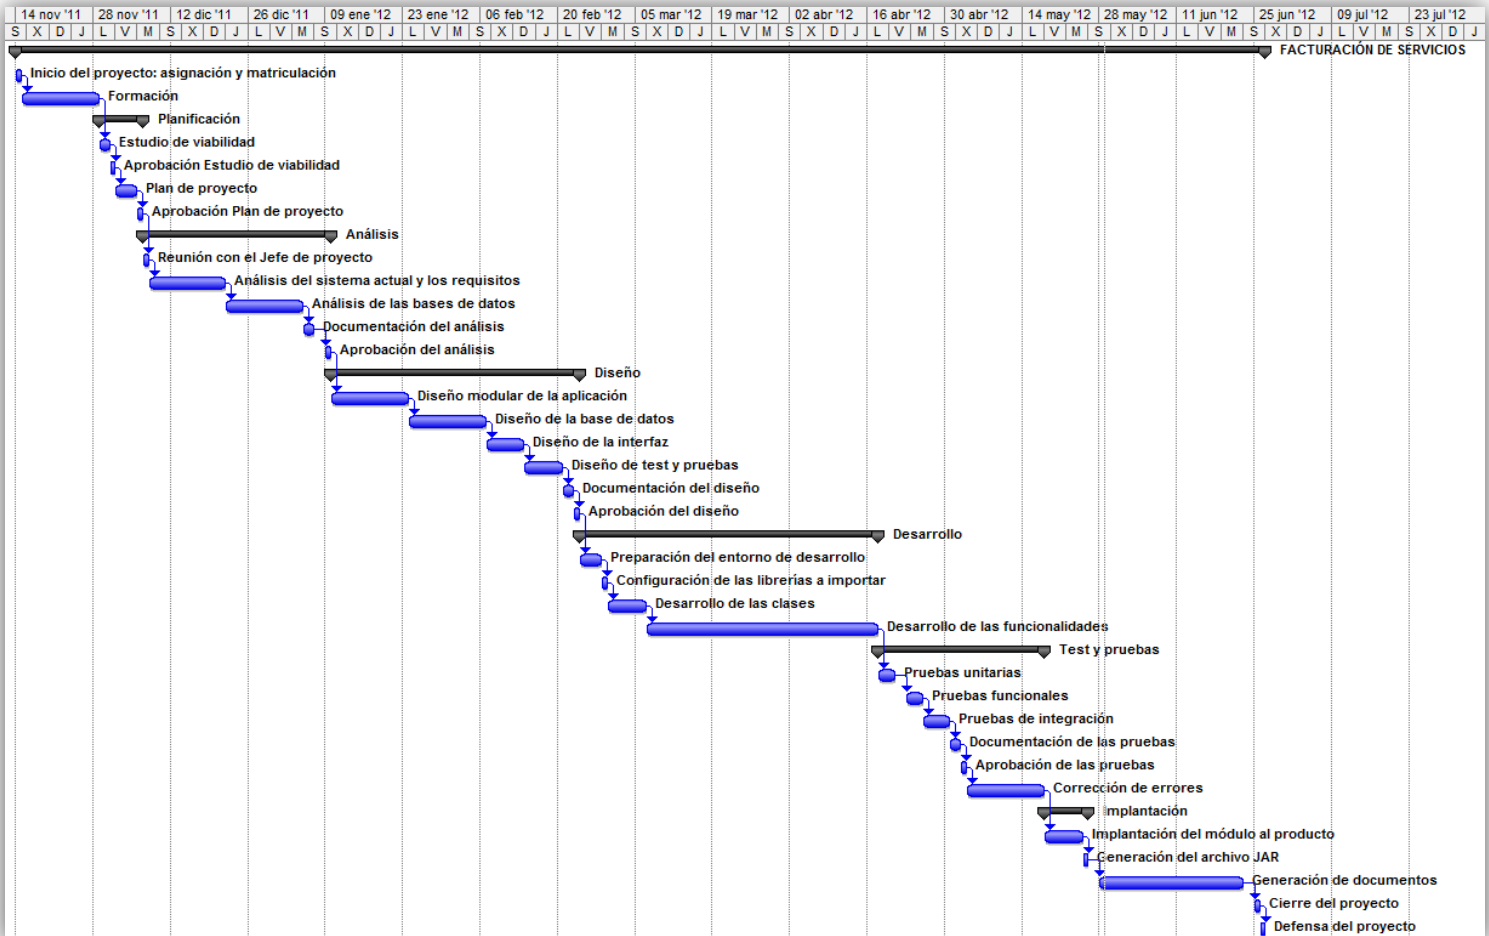 14 nov '11 28 nov '11 12 dic '11 26 dic '11 09 ene '12 23 ene '12 06 feb '12 20 feb '12 05 mar '12 19 mar '12 02 abr '12 16 abr '12 30 abr '12 14 may '12 28 may '12 11 jun '12 25 jun '12 09 jul '12 23 jul '12
S X D J L V M S X D J L V M S X D J L V M S X D J L V M S X D J L V M S X D J L V M S X D J L V M S X D J L V M S X D J L V M S X D J
FACTURACIÓN DE SERVICIOS
Inicio del proyecto: asignación y matriculación
Formación
Planificación
Estudio de viabilidad
Aprobación Estudio de viabilidad
Plan de proyecto
Aprobación Plan de proyecto
Análisis
Reunión con el Jefe de proyecto
Análisis del sistema actual y los requisitos
Análisis de las bases de datos
Documentación del análisis
Aprobación del análisis
Diseño
Diseño modular de la aplicación
Diseño de la base de datos
Diseño de la interfaz
Diseño de test y pruebas
Documentación del diseño
Aprobación del diseño
Desarrollo
Preparación del entorno de desarrollo
Configuración de las librerías a importar
Desarrollo de las clases
Desarrollo de las funcionalidades
Test y pruebas
Pruebas unitarias
Pruebas funcionales
Pruebas de integración
Documentación de las pruebas
Aprobación de las pruebas
Corrección de errores
Implantación
Implantación del módulo al producto
Generación del archivo JAR
Generación de documentos
Cierre del proyecto
Defensa del proyecto